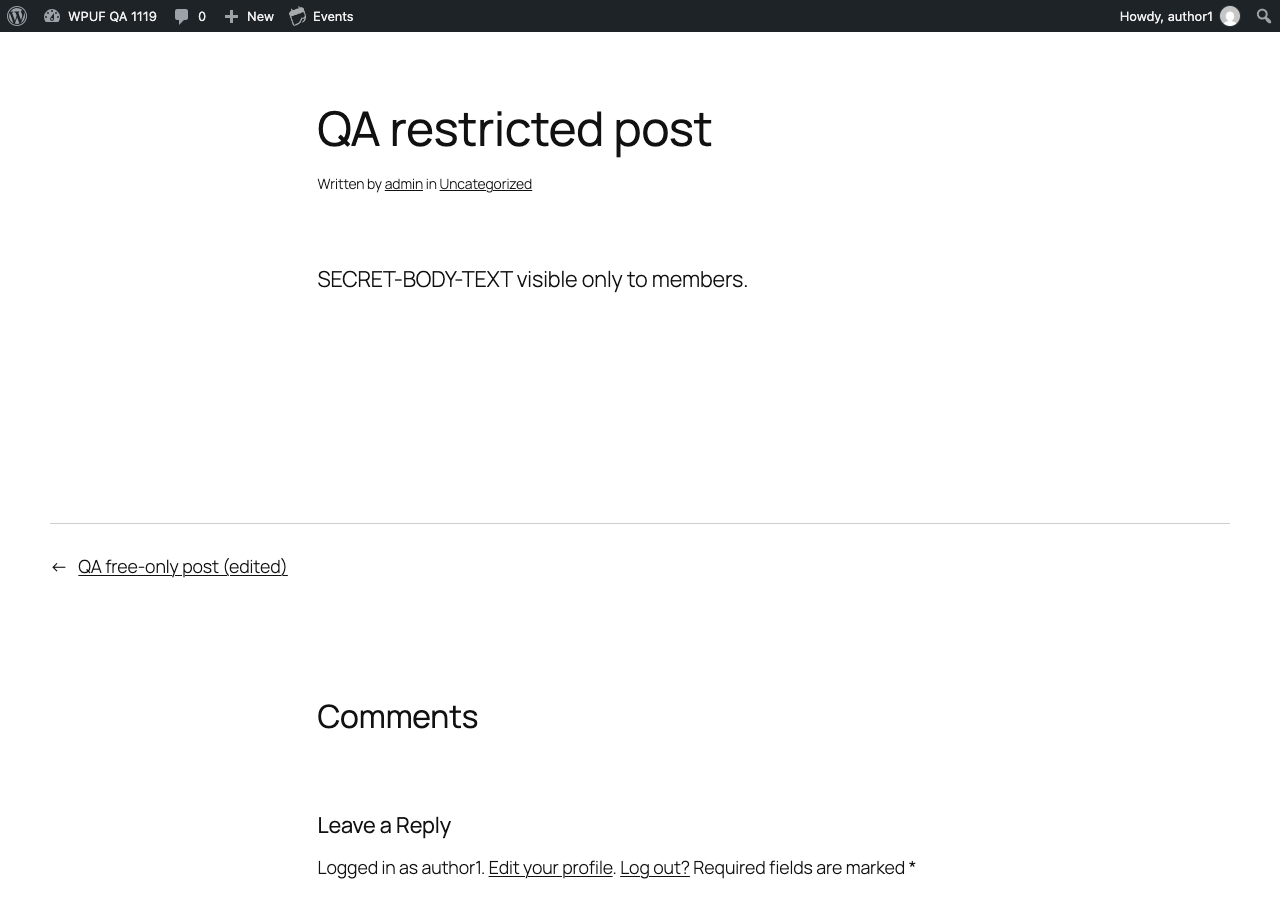 WPUF QA 1119 0 New Events Howdy, author1
QA restricted post
Written by admin in Uncategorized
SECRET-BODY-TEXT visible only to members.
← QA free-only post (edited)
Comments
Leave a Reply
Logged in as author1. Edit your profile. Log out? Required fields are marked *